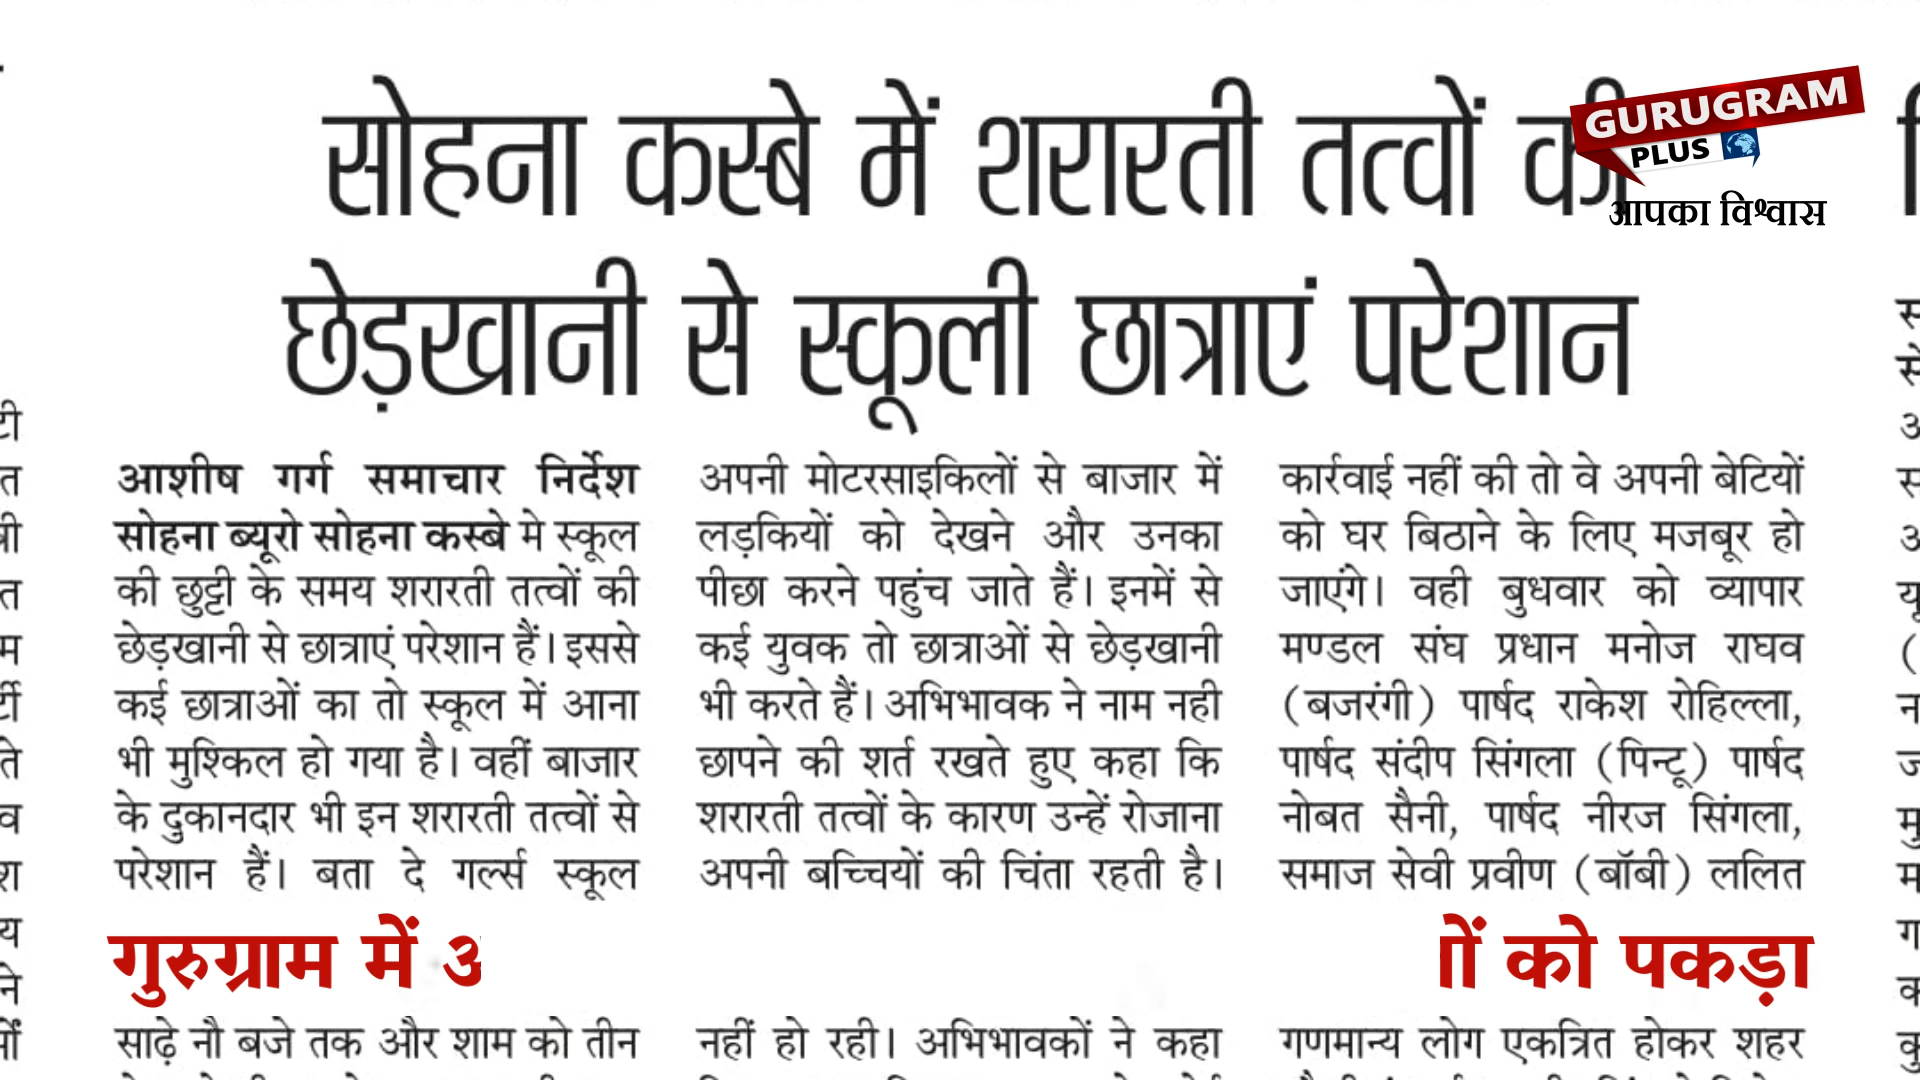 सोहना कस्बे में शरारती तत्वों की
छेड़खानी से स्कूली छात्राएं परेशान
GURUGRAM
PLUS
आपका विश्वास
आशीष गर्ग समाचार निर्देश
सोहना ब्यूरो सोहना कस्बे मे स्कूल
की छुट्टी के समय शरारती तत्वों की
छेड़खानी से छात्राएं परेशान हैं। इससे
कई छात्राओं का तो स्कूल में आना
भी मुश्किल हो गया है। वहीं बाजार
के दुकानदार भी इन शरारती तत्वों से
परेशान हैं। बता दे गर्ल्स स्कूल
साढ़े नौ बजे तक और शाम को तीन
अपनी मोटरसाइकिलों से बाजार में
लड़कियों को देखने और उनका
पीछा करने पहुंच जाते हैं। इनमें से
कई युवक तो छात्राओं से छेड़खानी
भी करते हैं। अभिभावक ने नाम नही
छापने की शर्त रखते हुए कहा कि
शरारती तत्वों के कारण उन्हें रोजाना
अपनी बच्चियों की चिंता रहती है।
नहीं हो रही। अभिभावकों ने कहा
कार्रवाई नहीं की तो वे अपनी बेटियों
को घर बिठाने के लिए मजबूर हो
जाएंगे। वही बुधवार को व्यापार
मण्डल संघ प्रधान मनोज राघव
(बजरंगी) पार्षद राकेश रोहिल्ला,
पार्षद संदीप सिंगला (पिन्टू) पार्षद
नोबत सैनी, पार्षद नीरज सिंगला,
समाज सेवी प्रवीण (बॉबी) ललित
गणमान्य लोग एकत्रित होकर शहर
गुरुग्राम में
को पकड़ा